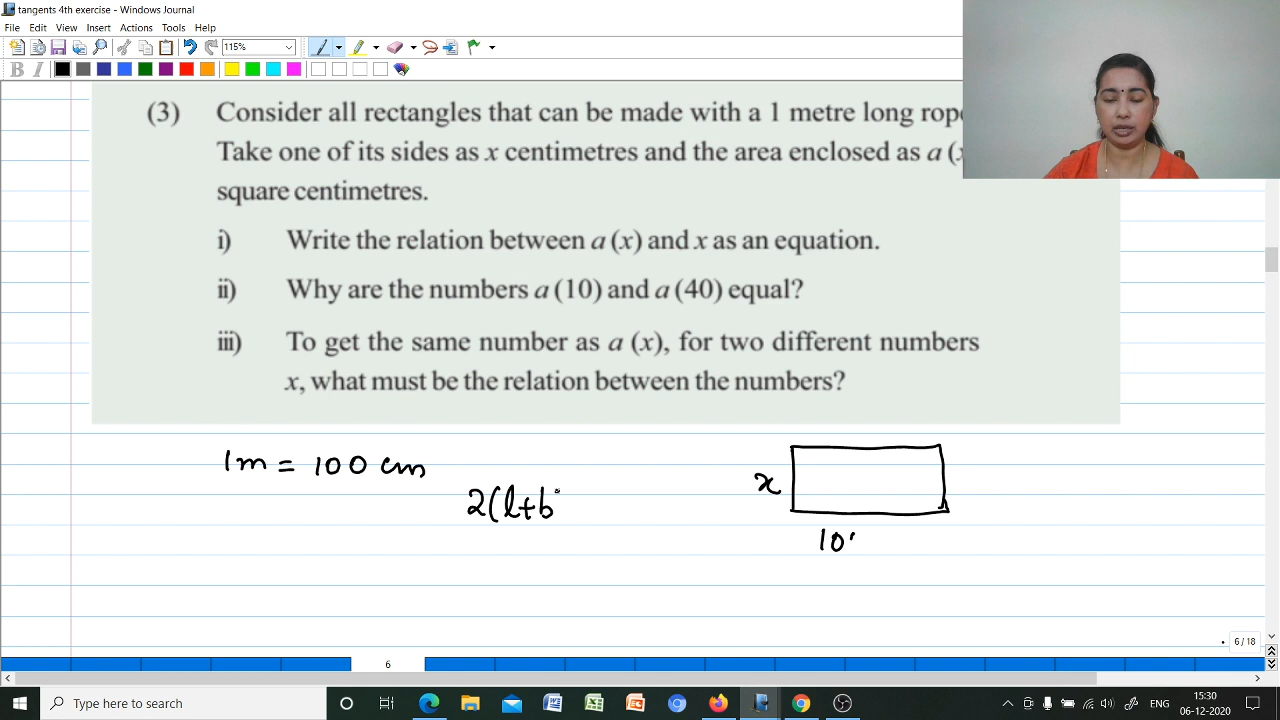 tangents 4th exercise - Windows Journal
File Edit View Insert Actions Tools Help
115%
B I
(3) Consider all rectangles that can be made with a 1 metre long rop
Take one of its sides as x centimetres and the area enclosed as a (x
square centimetres.
i) Write the relation between a (x) and x as an equation.
ii) Why are the numbers a (10) and a (40) equal?
iii) To get the same number as a (x), for two different numbers
x, what must be the relation between the numbers?
1m = 100 cm
2(l+b
x
10
6 / 18
6
Type here to search
ENG
15:30
06-12-2020